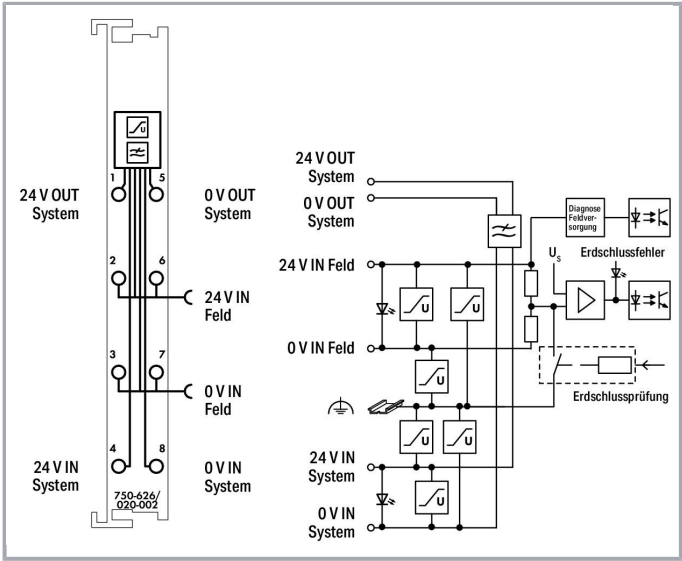 U
1
5
24 V OUT
System
0 V OUT
System
2
6
24 V IN
Feld
3
7
0 V IN
Feld
4
8
24 V IN
System
0 V IN
System
750-626/
020-002
24 V OUT
System
0 V OUT
System
Diagnose
Feldver-
sorgung
24 V IN Feld
U
U
US
Erdschlussfehler
0 V IN Feld
U
Erdschlussprüfung
U
U
24 V IN
System
U
0 V IN
System